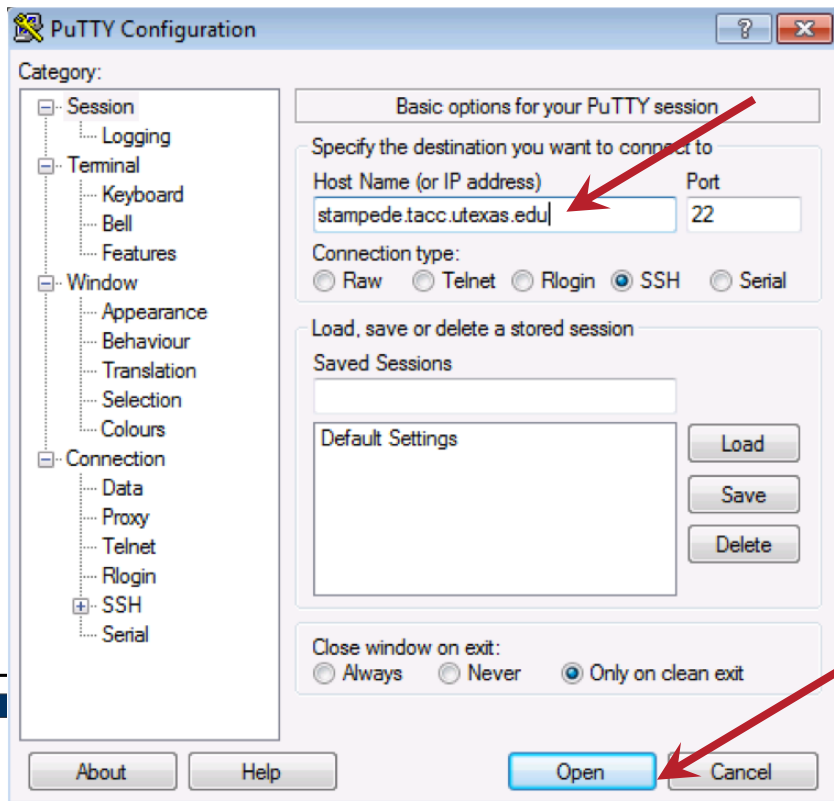 PuTTY Configuration
Category:
Session
Logging
Terminal
Keyboard
Bell
Features
Window
Appearance
Behaviour
Translation
Selection
Colours
Connection
Data
Proxy
Telnet
Rlogin
SSH
Serial
Basic options for your PuTTY session
Specify the destination you want to connect to
Host Name (or IP address) Port
stampede.tacc.utexas.edu 22
Connection type:
Raw Telnet Rlogin SSH Serial
Load, save or delete a stored session
Saved Sessions
Default Settings
Load
Save
Delete
Close window on exit:
Always Never Only on clean exit
About Help Open Cancel